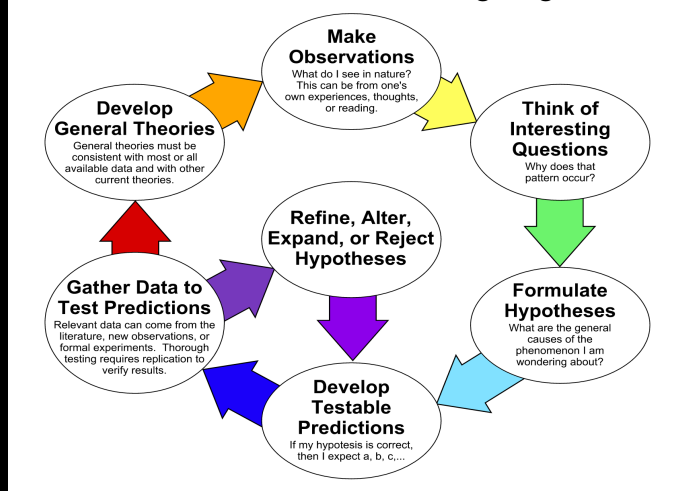 Make
Observations
What do I see in nature?
This can be from one's
own experiences, thoughts,
or reading.
Think of
Interesting
Questions
Why does that
pattern occur?
Formulate
Hypotheses
What are the general
causes of the
phenomenon I am
wondering about?
Develop
Testable
Predictions
If my hypotesis is correct,
then I expect a, b, c,...
Gather Data to
Test Predictions
Relevant data can come from the
literature, new observations, or
formal experiments. Thorough
testing requires replication to
verify results.
Refine, Alter,
Expand, or Reject
Hypotheses
Develop
General Theories
General theories must be
consistent with most or all
available data and with other
current theories.